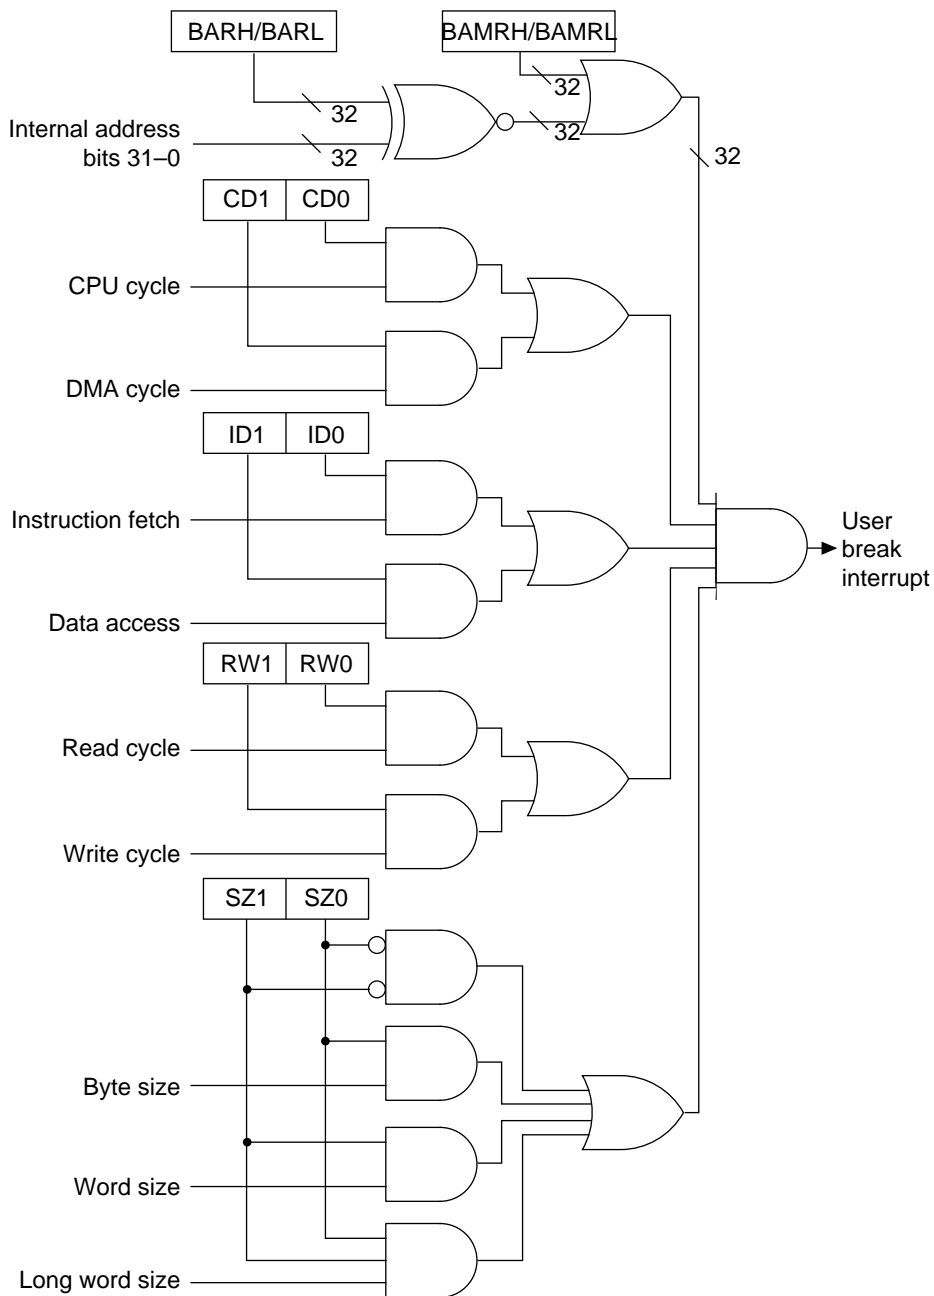 BARH/BARL
BAMRH/BAMRL
32
32
32
Internal address
bits 31–0
32
32
CD1 CD0
CPU cycle
DMA cycle
ID1 ID0
Instruction fetch
User
break
interrupt
Data access
RW1 RW0
Read cycle
Write cycle
SZ1 SZ0
Byte size
Word size
Long word size